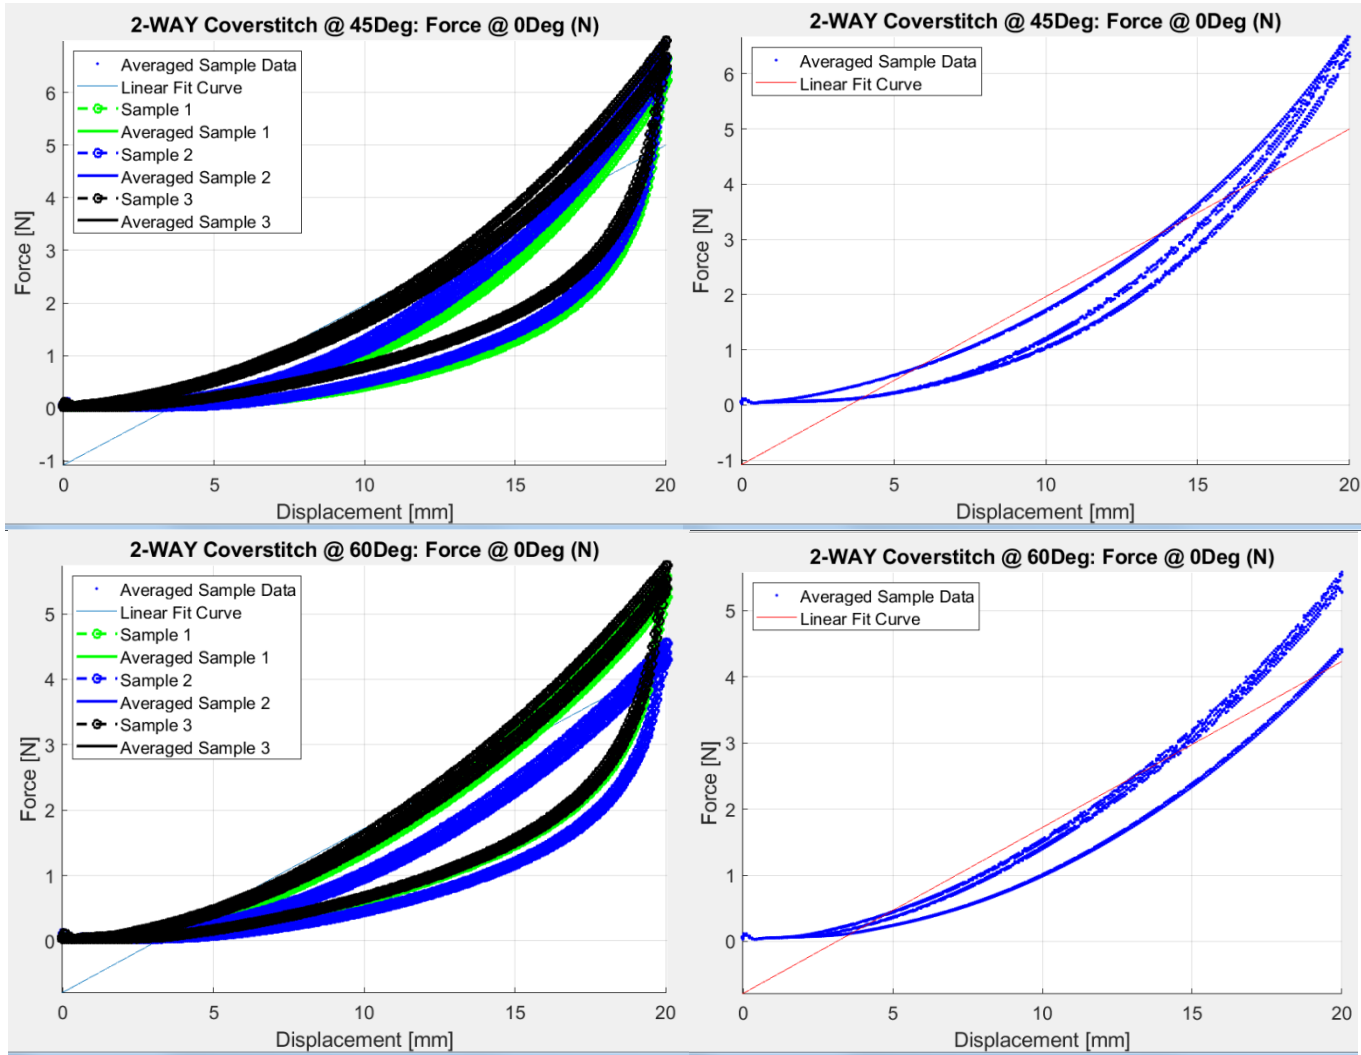 2-WAY Coverstitch @ 45Deg: Force @ 0Deg (N)
Averaged Sample Data
Linear Fit Curve
Sample 1
Averaged Sample 1
Sample 2
Averaged Sample 2
Sample 3
Averaged Sample 3
6
5
4
3
2
1
0
-1
Force [N]
0 5 10 15 20
Displacement [mm]
2-WAY Coverstitch @ 45Deg: Force @ 0Deg (N)
Averaged Sample Data
Linear Fit Curve
6
5
4
3
2
1
0
-1
Force [N]
0 5 10 15 20
Displacement [mm]
2-WAY Coverstitch @ 60Deg: Force @ 0Deg (N)
Averaged Sample Data
Linear Fit Curve
Sample 1
Averaged Sample 1
Sample 2
Averaged Sample 2
Sample 3
Averaged Sample 3
5
4
3
2
1
0
Force [N]
0 5 10 15 20
Displacement [mm]
2-WAY Coverstitch @ 60Deg: Force @ 0Deg (N)
Averaged Sample Data
Linear Fit Curve
5
4
3
2
1
0
Force [N]
0 5 10 15 20
Displacement [mm]